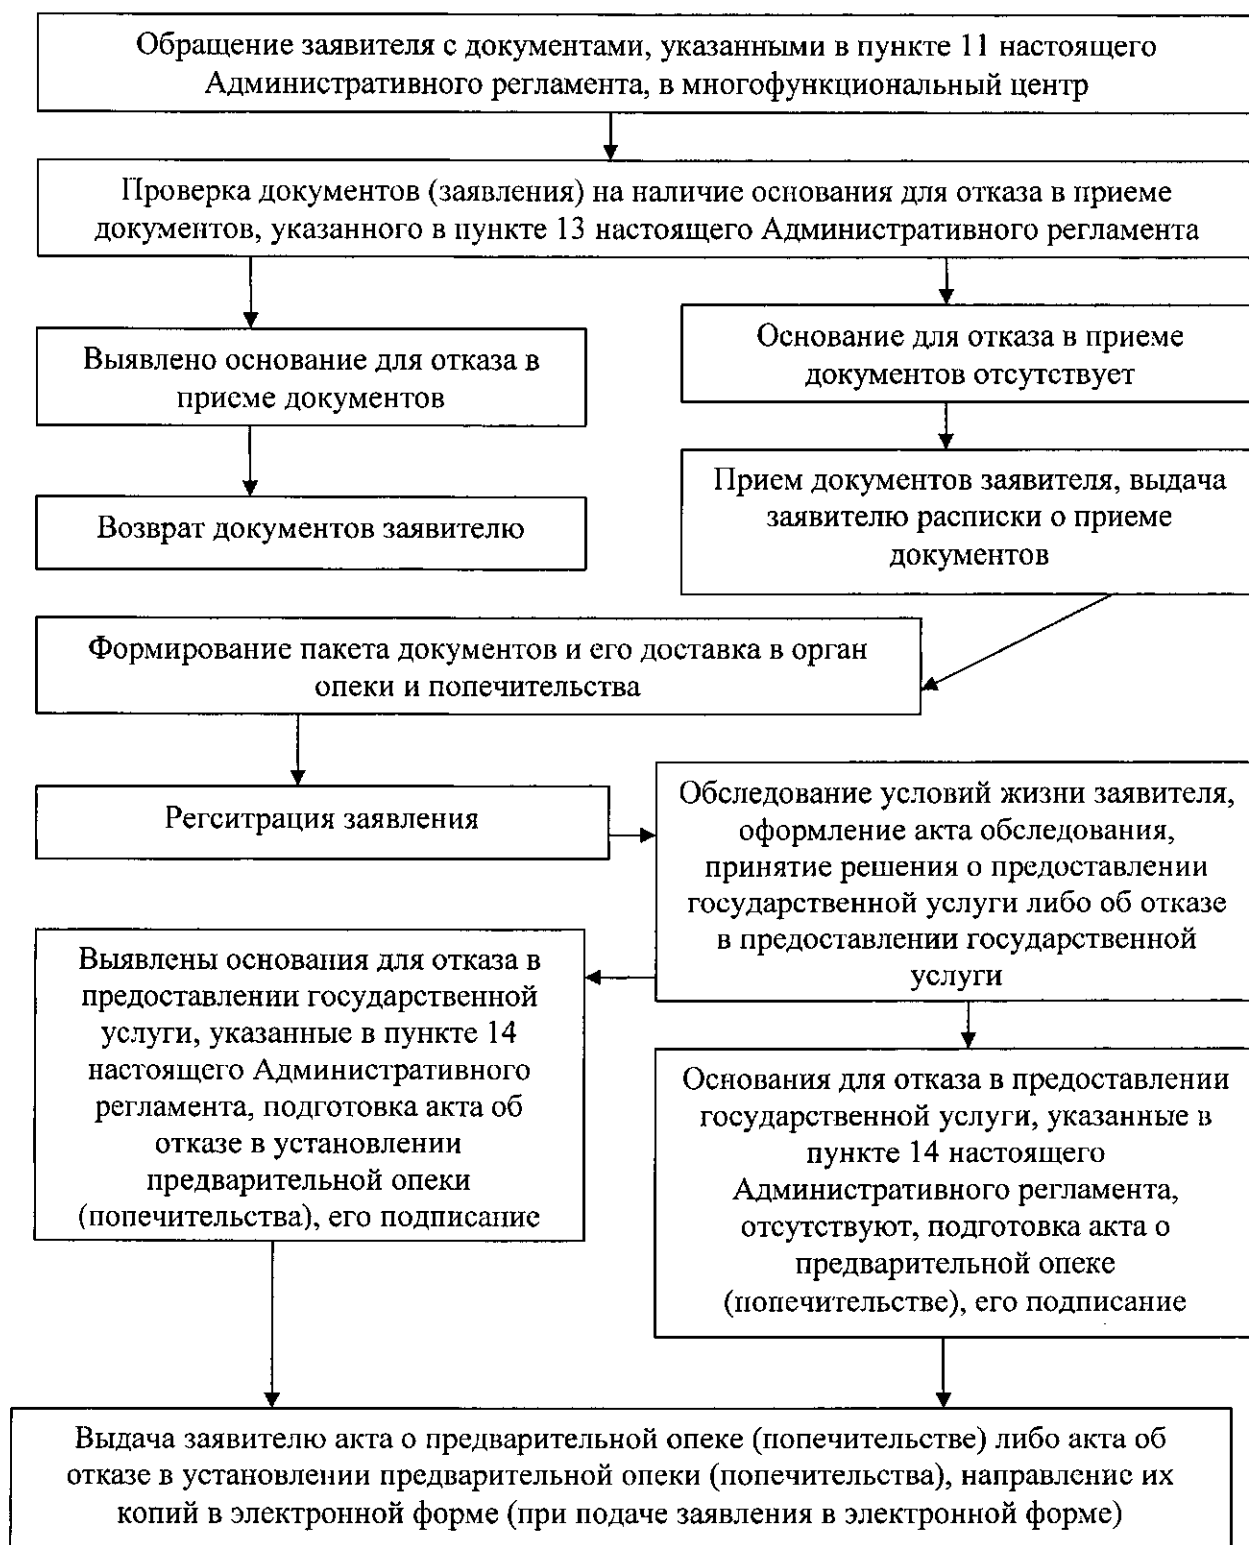 Обращение заявителя с документами, указанными в пункте 11 настоящего
Административного регламента, в многофункциональный центр
Проверка документов (заявления) на наличие основания для отказа в приеме
документов, указанного в пункте 13 настоящего Административного регламента
Выявлено основание для отказа в
приеме документов
Основание для отказа в приеме
документов отсутствует
Возврат документов заявителю
Прием документов заявителя, выдача
заявителю расписки о приеме
документов
Формирование пакета документов и его доставка в орган
опеки и попечительства
Регситрация заявления
Обследование условий жизни заявителя,
оформление акта обследования,
принятие решения о предоставлении
государственной услуги либо об отказе
в предоставлении государственной
услуги
Выявлены основания для отказа в
предоставлении государственной
услуги, указанные в пункте 14
настоящего Административного
регламента, подготовка акта об
отказе в установлении
предварительной опеки
(попечительства), его подписание
Основания для отказа в предоставлении
государственной услуги, указанные в
пункте 14 настоящего
Административного регламента,
отсутствуют, подготовка акта о
предварительной опеке
(попечительстве), его подписание
Выдача заявителю акта о предварительной опеке (попечительстве) либо акта об
отказе в установлении предварительной опеки (попечительства), направление их
копий в электронной форме (при подаче заявления в электронной форме)